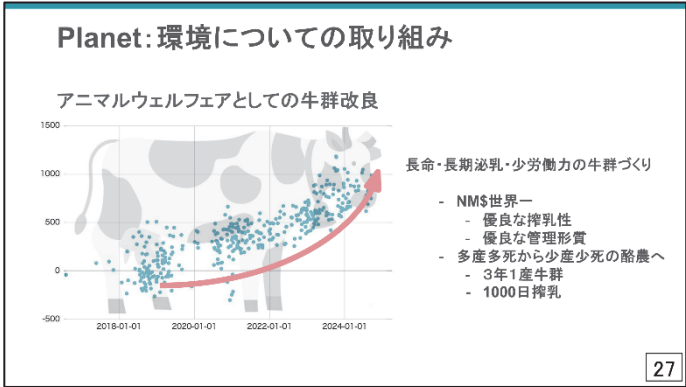 Planet:環境についての取り組み
アニマルウェルフェアとしての牛群改良
1500
1000
500
0
-500
2018-01-01
2020-01-01
2022-01-01
2024-01-01
長命・長期泌乳・少労働力の牛群づくり
- NM$世界一
- 優良な搾乳性
- 優良な管理形質
- 多産多死から少産少死の酪農へ
- 3年1産牛群
- 1000日搾乳
27